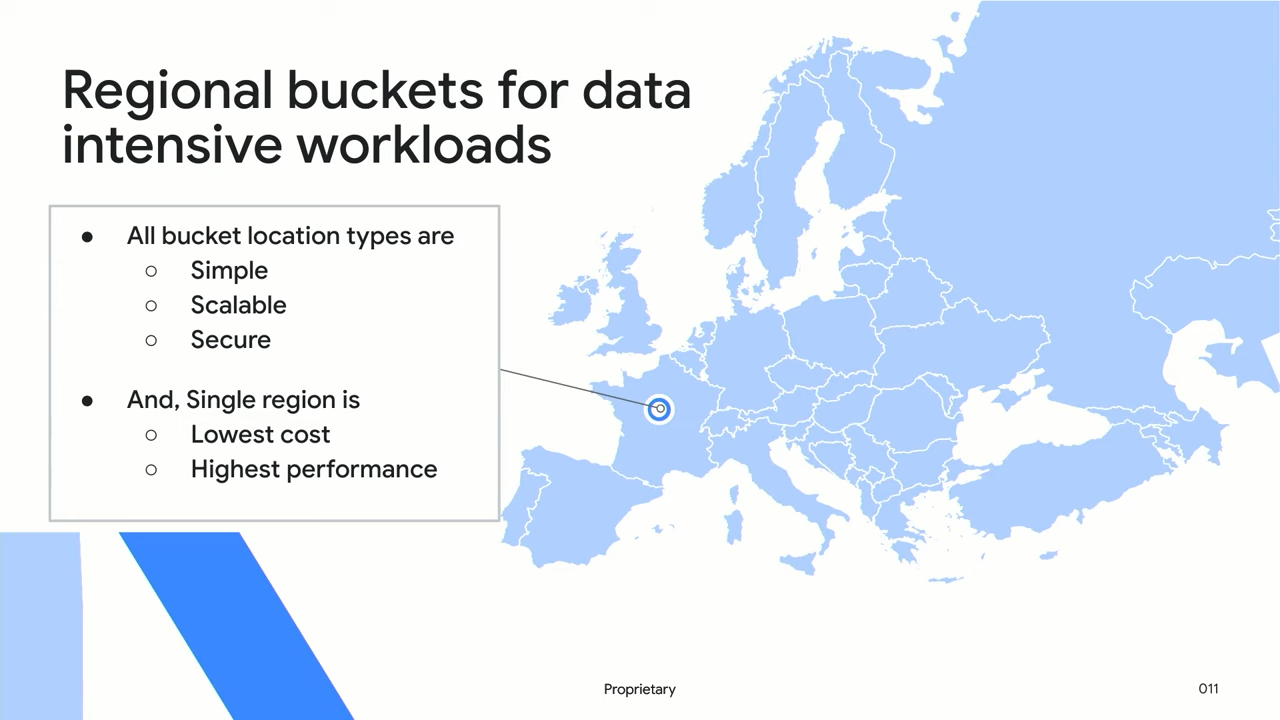 Regional buckets for data
intensive workloads
● All bucket location types are
○ Simple
○ Scalable
○ Secure
● And, Single region is
○ Lowest cost
○ Highest performance
Proprietary
011